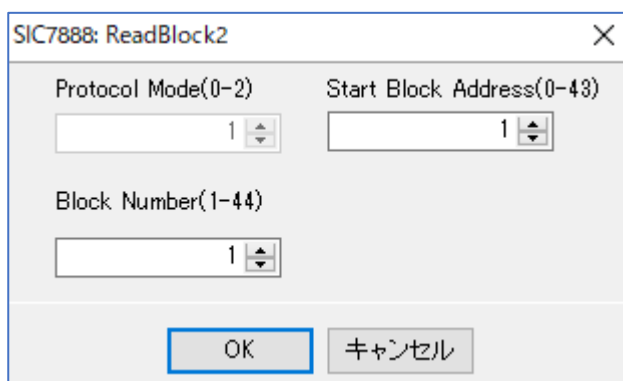 SIC7888: ReadBlock2
Protocol Mode(0-2)
Start Block Address(0-43)
1
1
Block Number(1-44)
1
OK
キャンセル